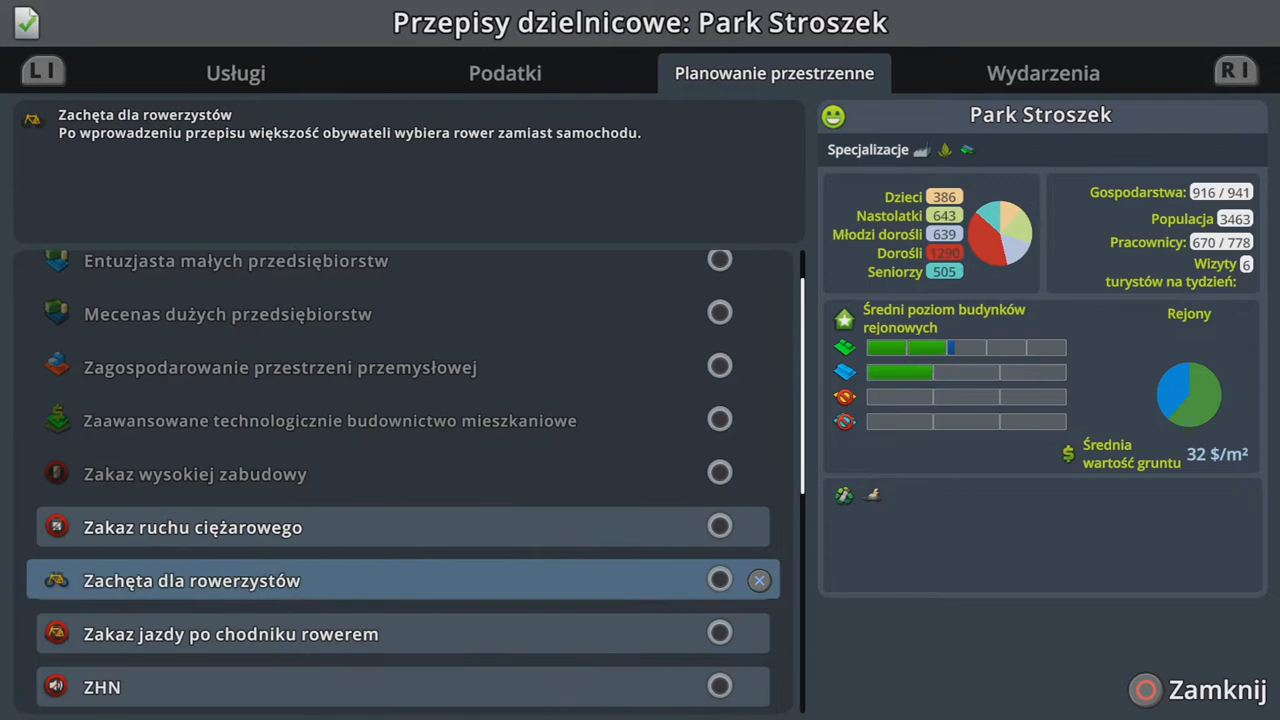 Przepisy dzielnicowe: Park Stroszek
L1
Usługi
Podatki
Planowanie przestrzenne
Wydarzenia
R1
Zachęta dla rowerzystów
Po wprowadzeniu przepisu większość obywateli wybiera rower zamiast samochodu.
Entuzjasta małych przedsiębiorstw
Mecenas dużych przedsiębiorstw
Zagospodarowanie przestrzeni przemysłowej
Zaawansowane technologicznie budownictwo mieszkaniowe
Zakaz wysokiej zabudowy
Zakaz ruchu ciężarowego
Zachęta dla rowerzystów
Zakaz jazdy po chodniku rowerem
ZHN
Park Stroszek
Specjalizacje
Dzieci 386
Nastolatki 643
Młodzi dorośli 639
Dorośli 1290
Seniorzy 505
Gospodarstwa: 916 / 941
Populacja 3463
Pracownicy: 670 / 778
Wizyty 6
turystów na tydzień:
Średni poziom budynków
rejonowych
Rejony
Średnia
wartość gruntu 32 $/m²
Zamknij